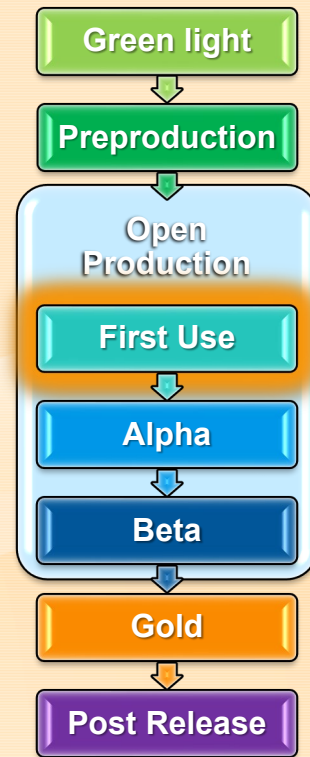 Green light
Preproduction
Open
Production
First Use
Alpha
Beta
Gold
Post Release